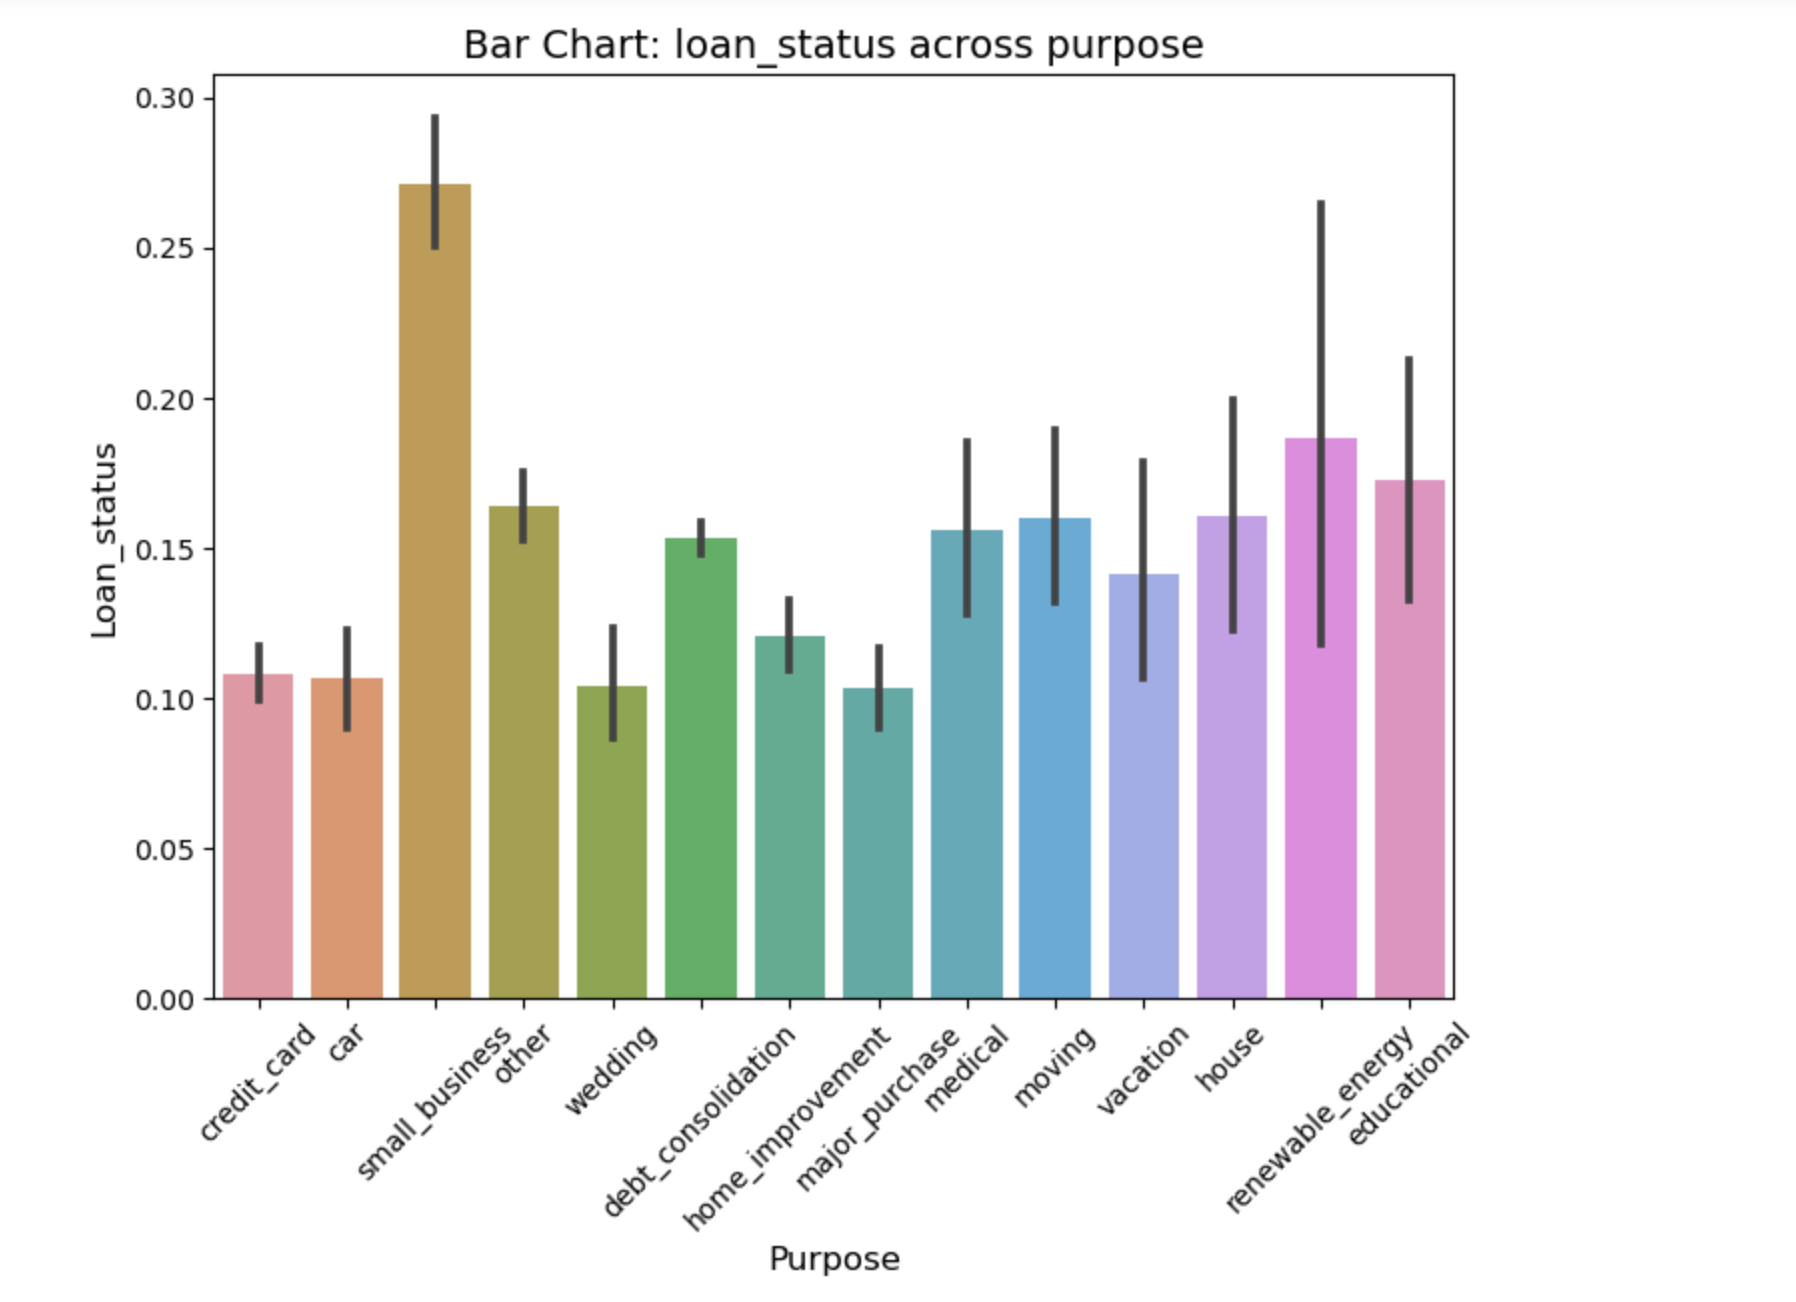 Bar Chart: loan_status across purpose
Loan_status
0.30
0.25
0.20
0.15
0.10
0.05
0.00
credit_card
car
small_business
other
wedding
debt_consolidation
home_improvement
major_purchase
medical
moving
vacation
house
renewable_energy
educational
Purpose